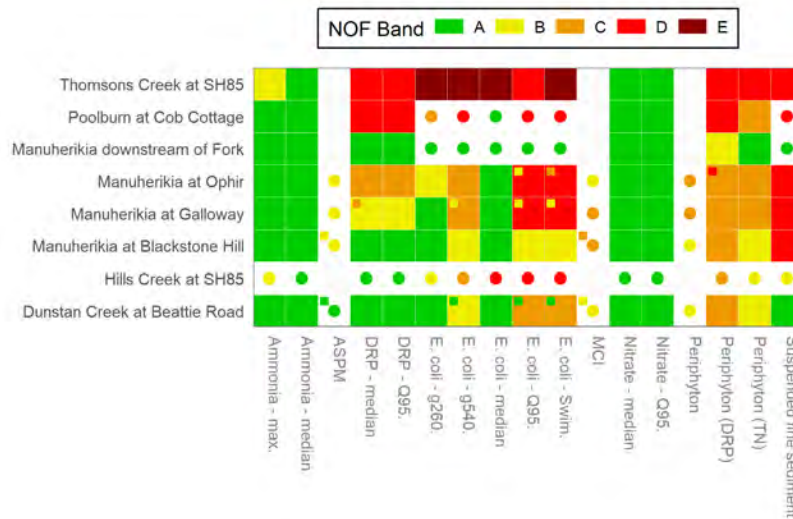 NOF Band A B C D E
Thomsons Creek at SH85
Poolburn at Cob Cottage
Manuherikia downstream of Fork
Manuherikia at Ophir
Manuherikia at Galloway
Manuherikia at Blackstone Hill
Hills Creek at SH85
Dunstan Creek at Beattie Road
Ammonia - max.
Ammonia - median
ASPM
DRP - median
DRP - Q95.
E. coli - g260.
E. coli - g540.
E. coli - median
E. coli - Q95.
E. coli - Swim.
MCI
Nitrate - median
Nitrate - Q95.
Periphyton
Periphyton (DRP)
Periphyton (TN)
Suspended fine sediment